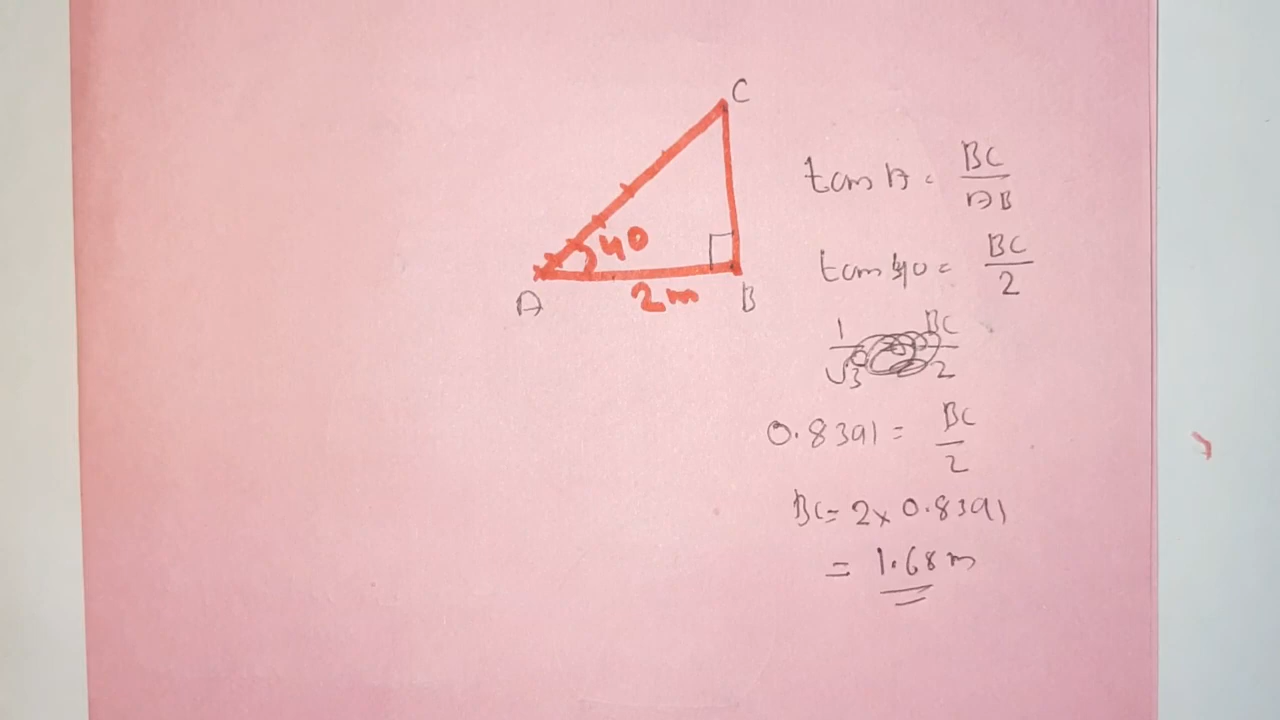 C
40
2m
A
B
tan A = BC/AB
tan 40 = BC/2
1/√3 BC/2
0.8391 = BC/2
BC = 2 × 0.8391
= 1.68 m